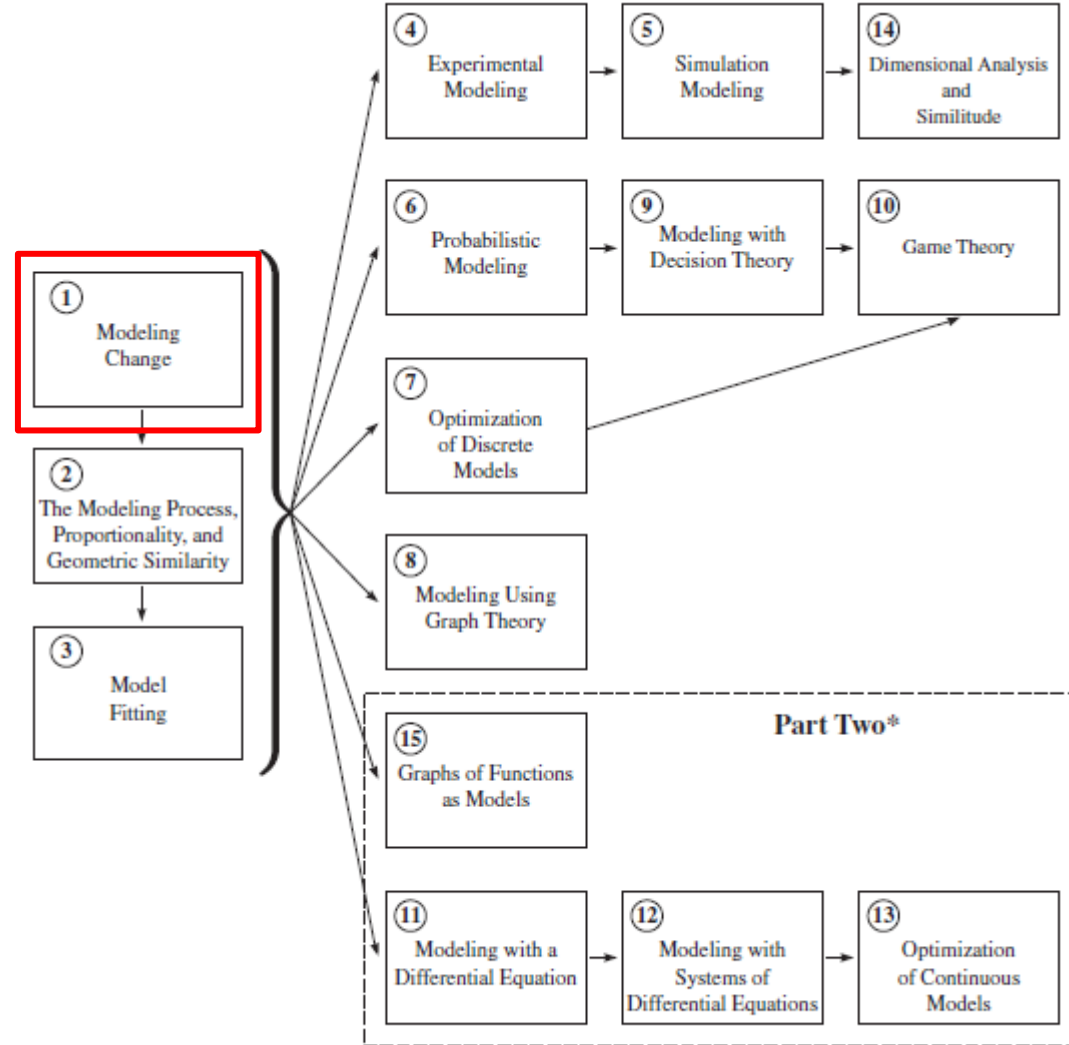 1
Modeling
Change
2
The Modeling Process,
Proportionality, and
Geometric Similarity
3
Model
Fitting
4
Experimental
Modeling
5
Simulation
Modeling
14
Dimensional Analysis
and
Similitude
6
Probabilistic
Modeling
9
Modeling with
Decision Theory
10
Game Theory
7
Optimization
of Discrete
Models
8
Modeling Using
Graph Theory
Part Two*
15
Graphs of Functions
as Models
11
Modeling with a
Differential Equation
12
Modeling with
Systems of
Differential Equations
13
Optimization
of Continuous
Models